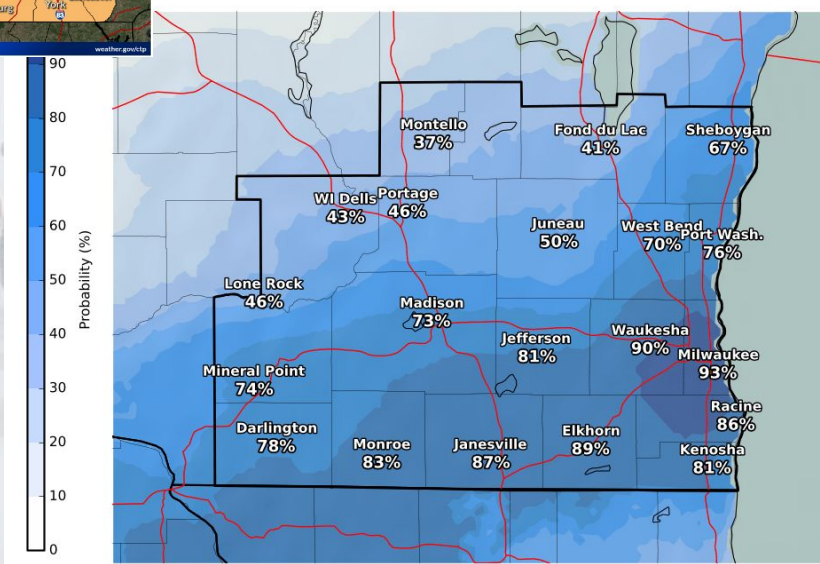 York
weather.gov/ctp
90
80
70
60
50
40
30
20
10
0
Probability (%)
Montello
37%
Fond du Lac
41%
Sheboygan
67%
WI Dells
43%
Portage
46%
Juneau
50%
West Bend
70%
Port Wash.
76%
Lone Rock
46%
Madison
73%
Jefferson
81%
Waukesha
90%
Milwaukee
93%
Mineral Point
74%
Racine
86%
Darlington
78%
Monroe
83%
Janesville
87%
Elkhorn
89%
Kenosha
81%